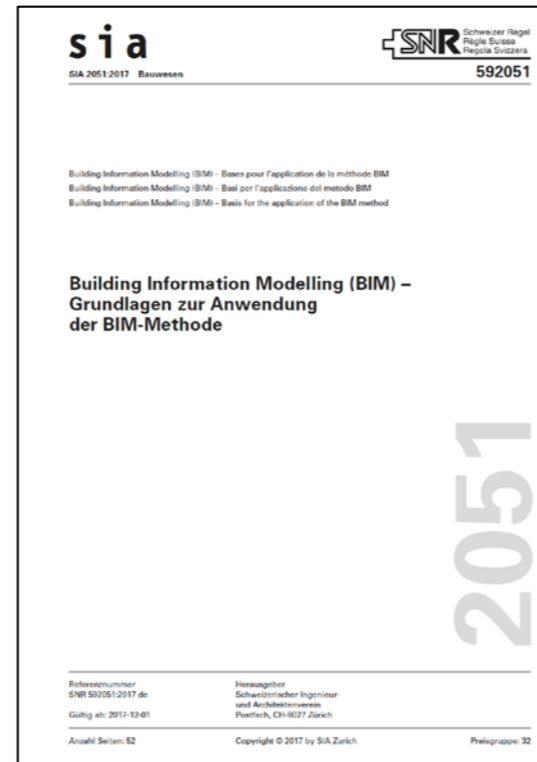 sia
SNR Schweizer Regel
Règle Suisse
Regola Svizzera
SIA 2051:2017 Bauwesen
592051
Building Information Modelling (BIM) – Bases pour l'application de la méthode BIM
Building Information Modelling (BIM) – Basi per l'applicazione del metodo BIM
Building Information Modelling (BIM) – Basis for the application of the BIM method
Building Information Modelling (BIM) –
Grundlagen zur Anwendung
der BIM-Methode
2051
Referenznummer
SNR 592051:2017 de
Gültig ab: 2017-12-01
Herausgeber
Schweizerischer Ingenieur-
und Architektenverein
Postfach, CH-8027 Zürich
Anzahl Seiten: 52
Copyright © 2017 by SIA Zurich
Preisgruppe: 32